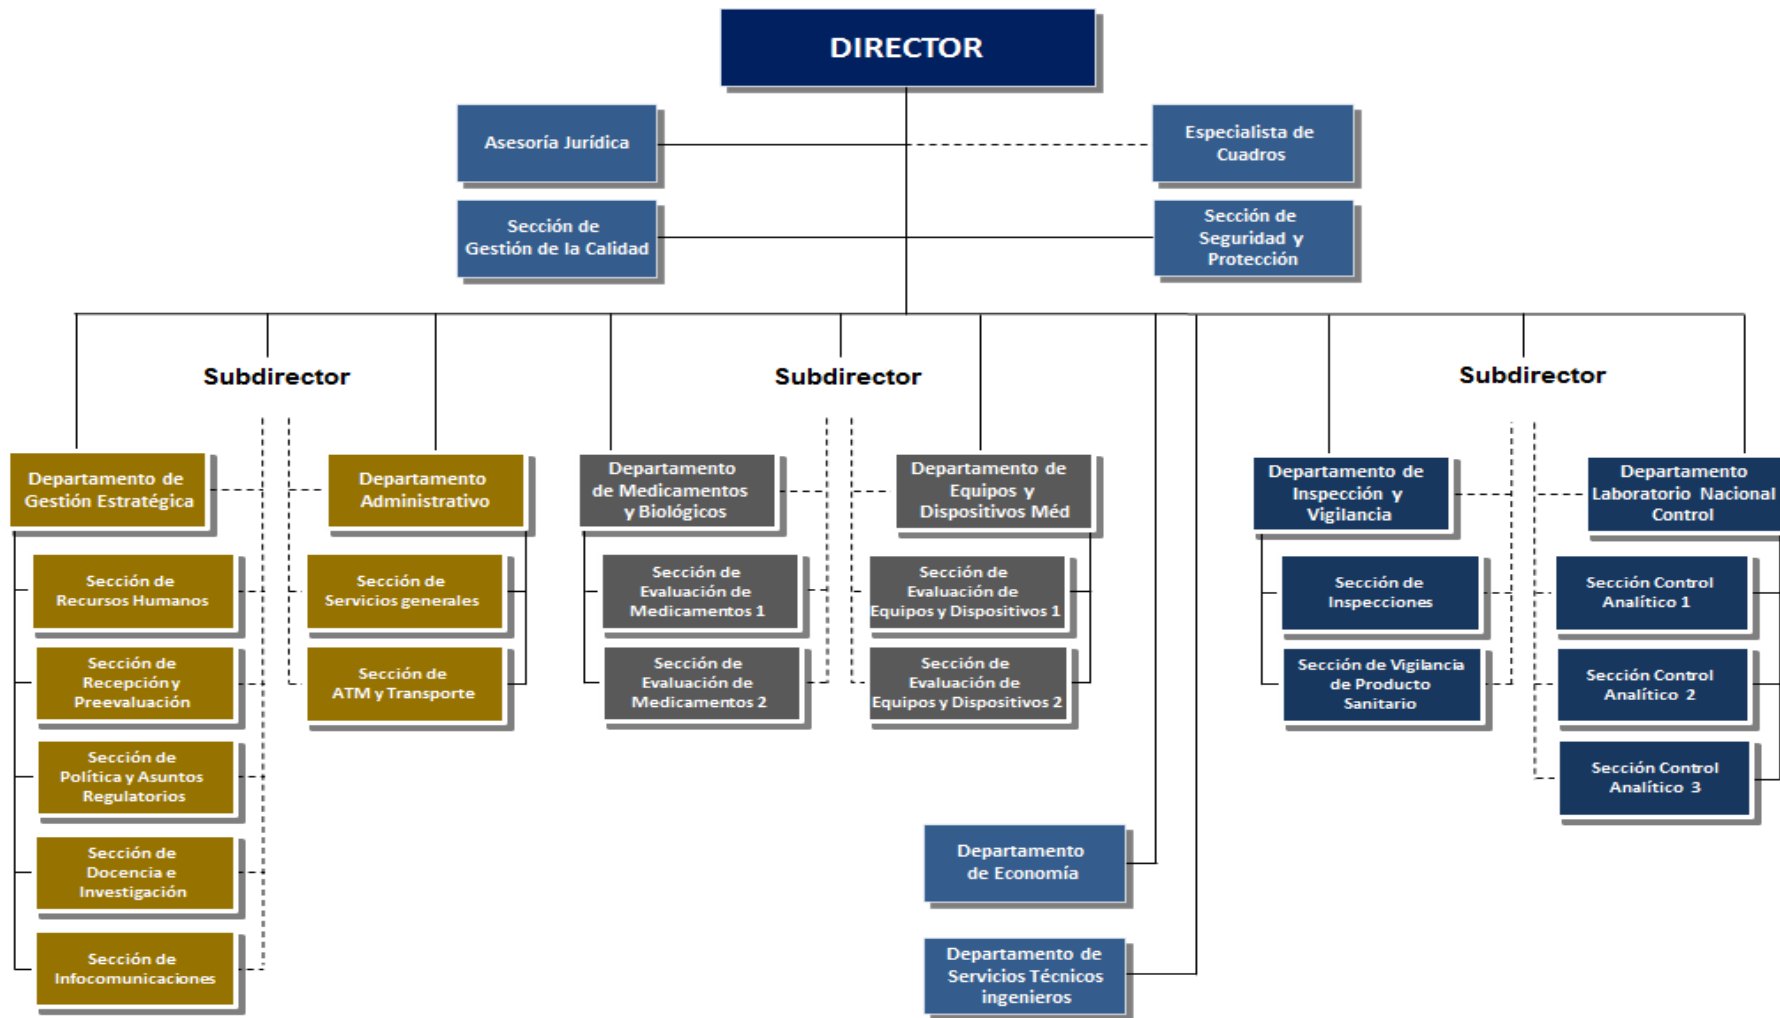 DIRECTOR
Asesoría Jurídica
Especialista de
Cuadros
Sección de
Gestión de la Calidad
Sección de
Seguridad y
Protección
Subdirector
Subdirector
Subdirector
Departamento de
Gestión Estratégica
Sección de
Recursos Humanos
Sección de
Recepción y
Preevaluación
Sección de
Política y Asuntos
Regulatorios
Sección de
Docencia e
Investigación
Sección de
Infocomunicaciones
Departamento
Administrativo
Sección de
Servicios generales
Sección de
ATM y Transporte
Departamento
de Medicamentos
y Biológicos
Sección de
Evaluación de
Medicamentos 1
Sección de
Evaluación de
Medicamentos 2
Departamento de
Equipos y
Dispositivos Méd
Sección de
Evaluación de
Equipos y Dispositivos 1
Sección de
Evaluación de
Equipos y Dispositivos 2
Departamento
de Economía
Departamento de
Servicios Técnicos
ingenieros
Departamento de
Inspección y
Vigilancia
Sección de
Inspecciones
Sección de Vigilancia
de Producto
Sanitario
Departamento
Laboratorio Nacional
Control
Sección Control
Analítico 1
Sección Control
Analítico 2
Sección Control
Analítico 3